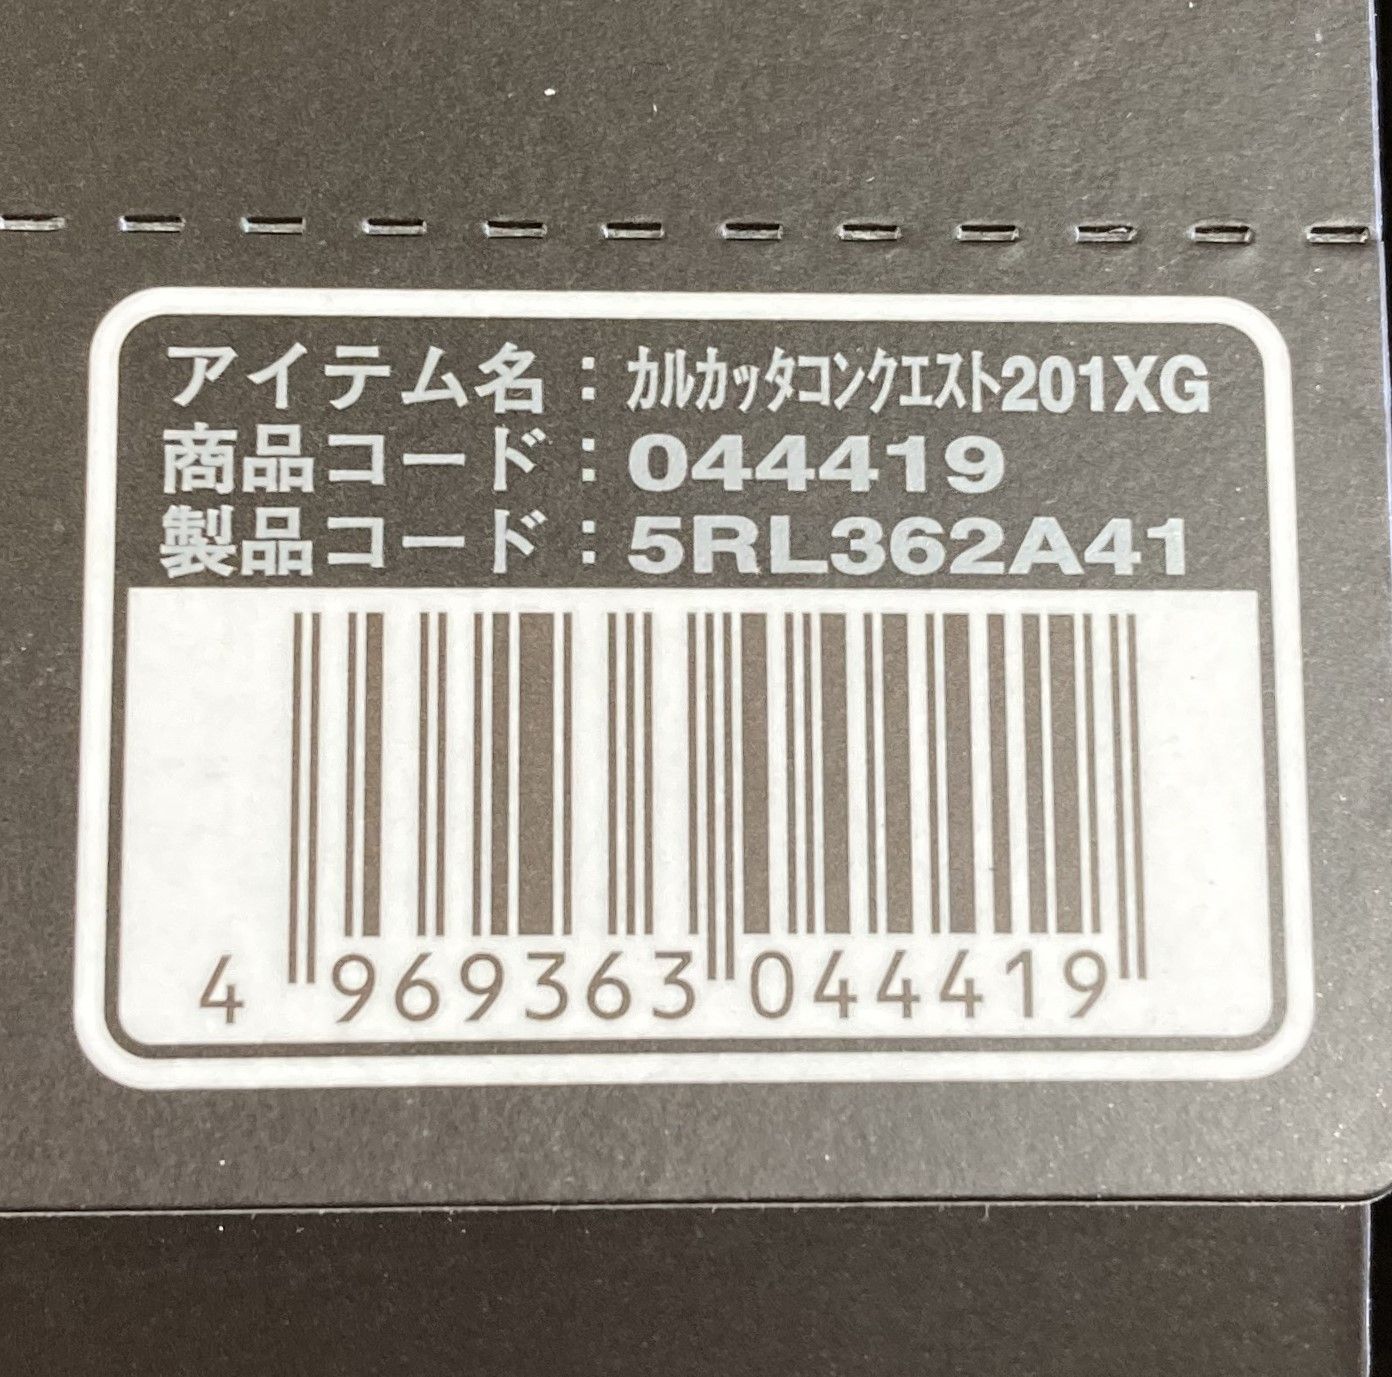 アイテム名：カルカッタコンクエスト201XG
商品コード：044419
製品コード：5RL362A41
4 969363 044419